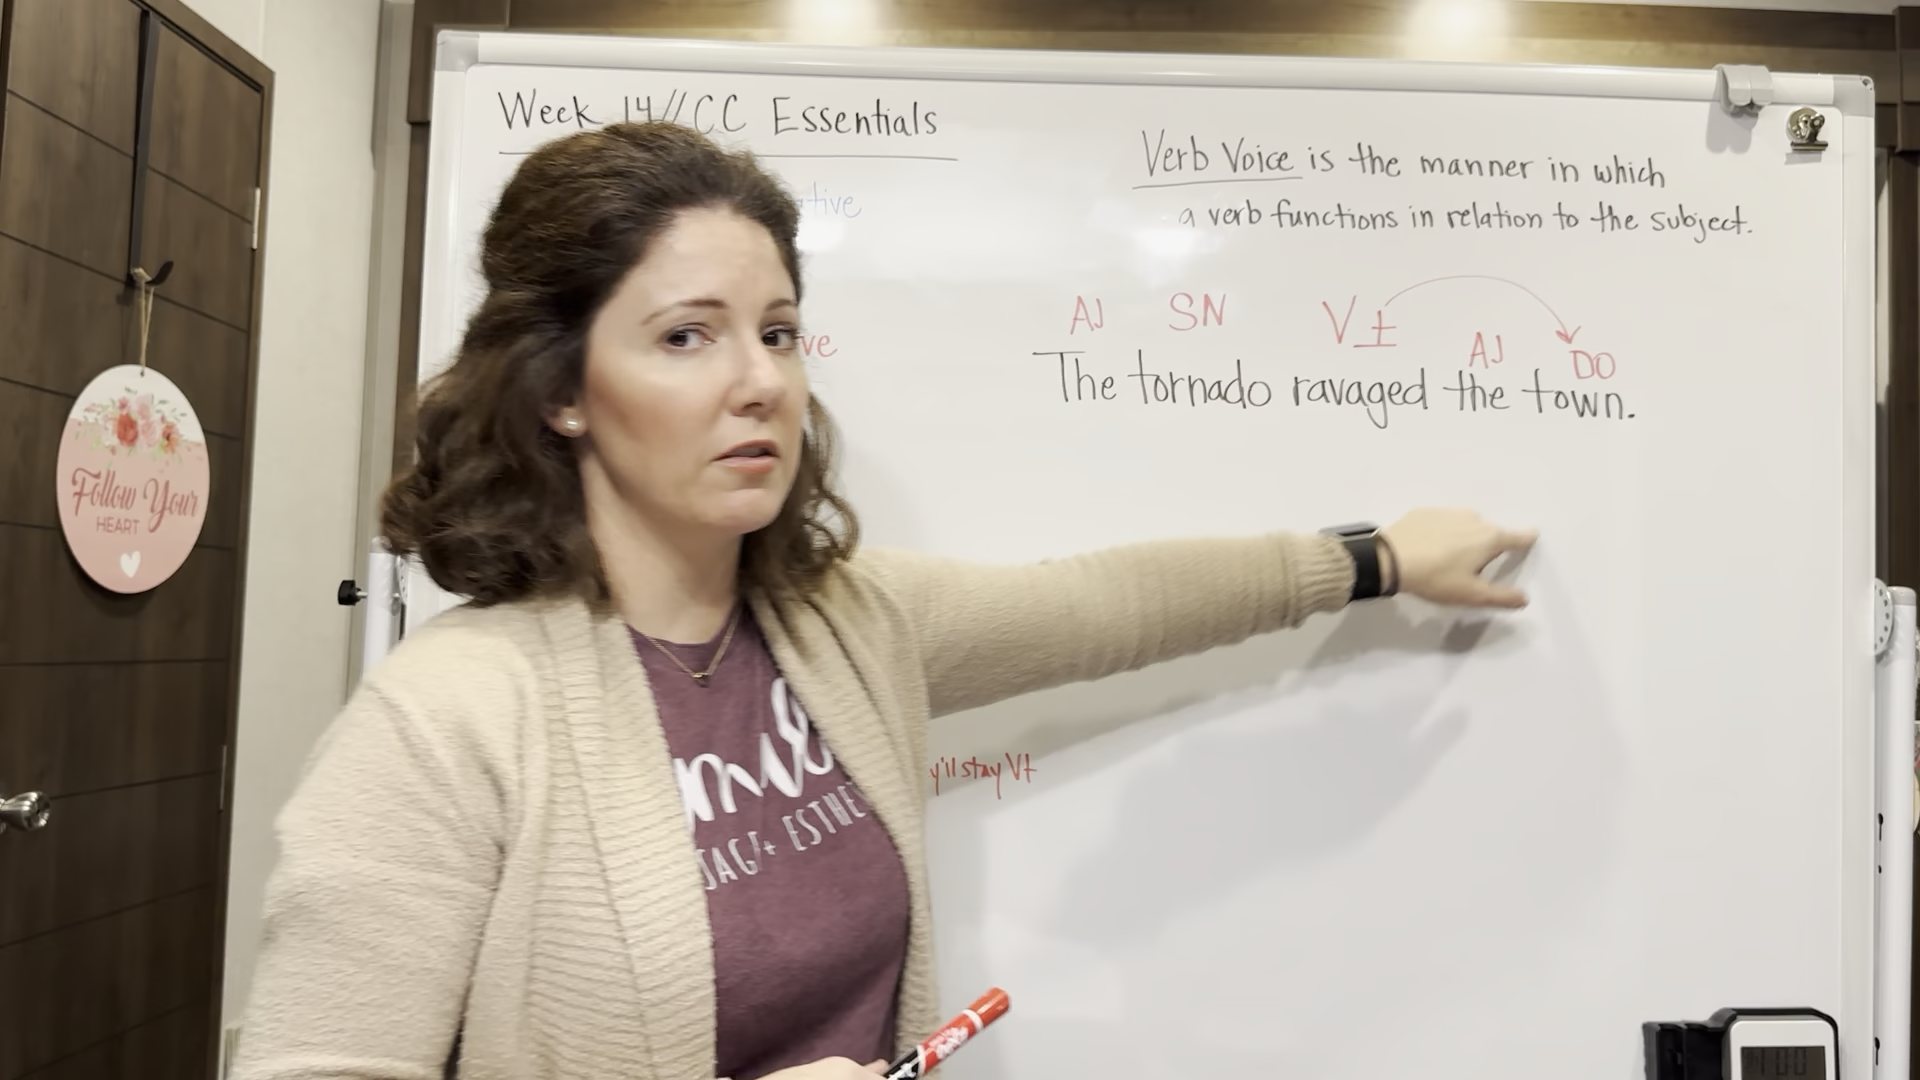 Week 14//CC Essentials
Verb Voice is the manner in which
a verb functions in relation to the subject.
tive
ve
AJ SN Vt AJ DO
The tornado ravaged the town.
y'll stay Vt
Follow Your
HEART
+ ESTHE